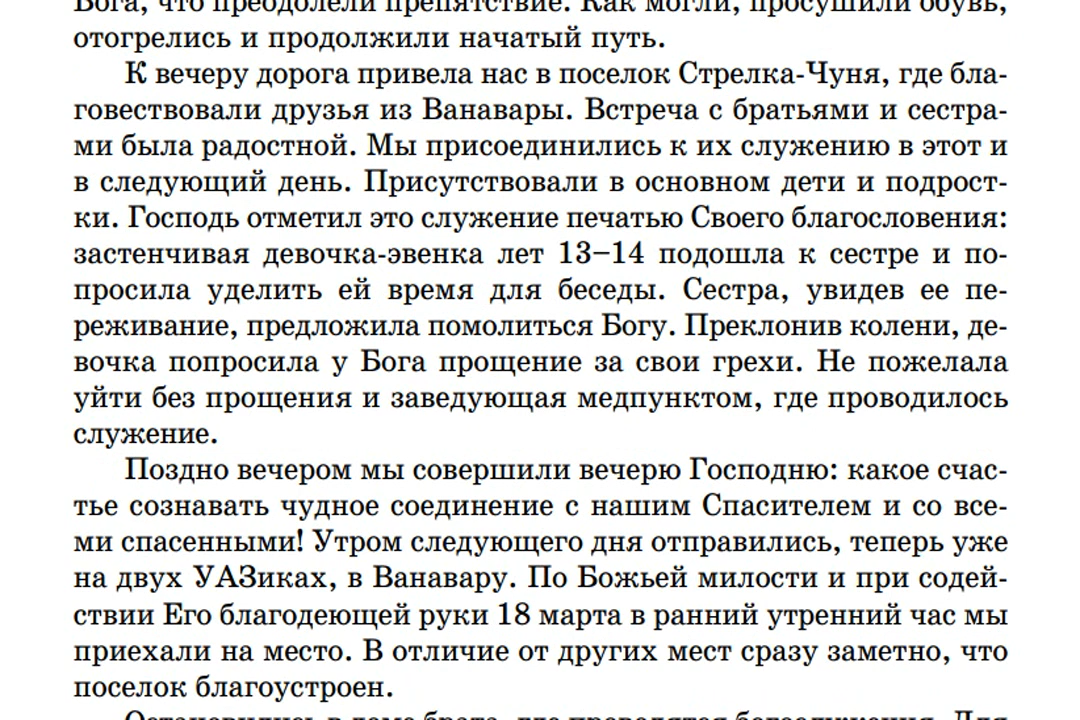 Бога, что преодолели препятствие. Как могли, просушили обувь,
отогрелись и продолжили начатый путь.
К вечеру дорога привела нас в поселок Стрелка-Чуня, где бла-
говествовали друзья из Ванавары. Встреча с братьями и сестра-
ми была радостной. Мы присоединились к их служению в этот и
в следующий день. Присутствовали в основном дети и подрост-
ки. Господь отметил это служение печатью Своего благословения:
застенчивая девочка-эвенка лет 13–14 подошла к сестре и по-
просила уделить ей время для беседы. Сестра, увидев ее пе-
реживание, предложила помолиться Богу. Преклонив колени, де-
вочка попросила у Бога прощение за свои грехи. Не пожелала
уйти без прощения и заведующая медпунктом, где проводилось
служение.
Поздно вечером мы совершили вечерю Господню: какое счас-
тье сознавать чудное соединение с нашим Спасителем и со все-
ми спасенными! Утром следующего дня отправились, теперь уже
на двух УАЗиках, в Ванавару. По Божьей милости и при содей-
ствии Его благодеющей руки 18 марта в ранний утренний час мы
приехали на место. В отличие от других мест сразу заметно, что
поселок благоустроен.
Остановились в доме брата, где проводятся богослужения. Для